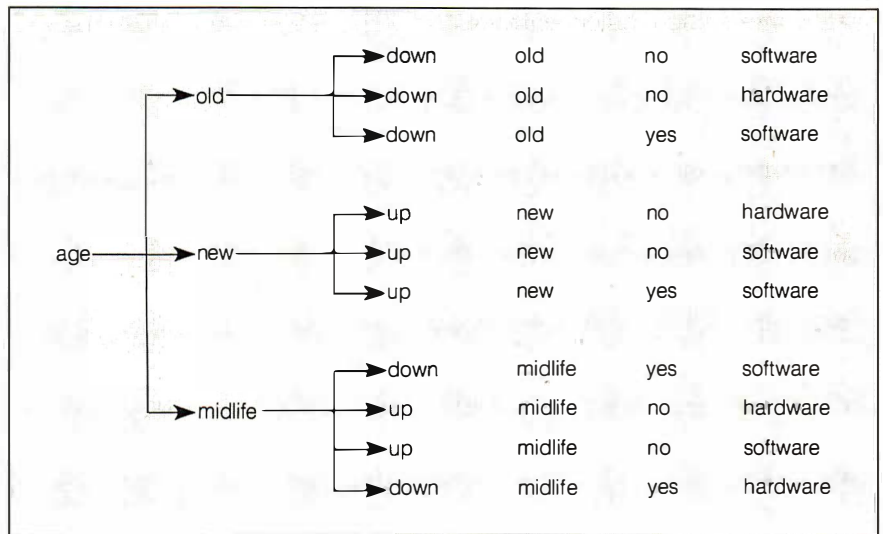 down old no software
old down old no hardware
down old yes software
up new no hardware
age new up new no software
up new yes software
down midlife yes software
midlife up midlife no hardware
up midlife no software
down midlife yes hardware